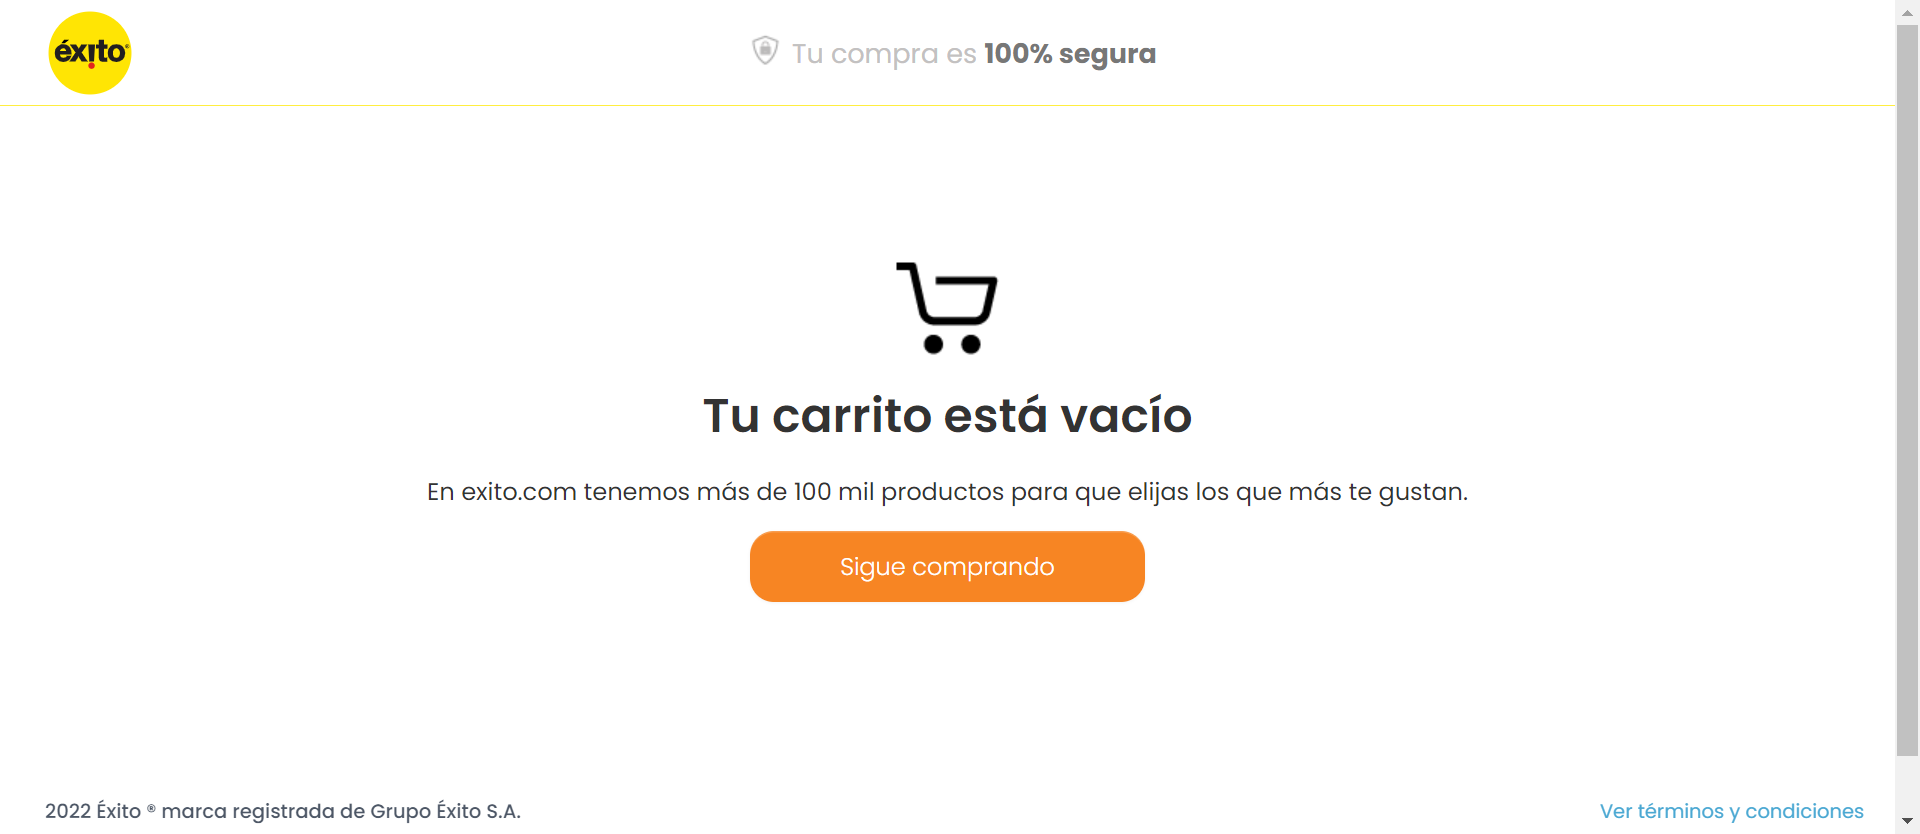 éxito
Tu compra es 100% segura
Tu carrito está vacío
En exito.com tenemos más de 100 mil productos para que elijas los que más te gustan.
Sigue comprando
2022 Éxito ® marca registrada de Grupo Éxito S.A.
Ver términos y condiciones